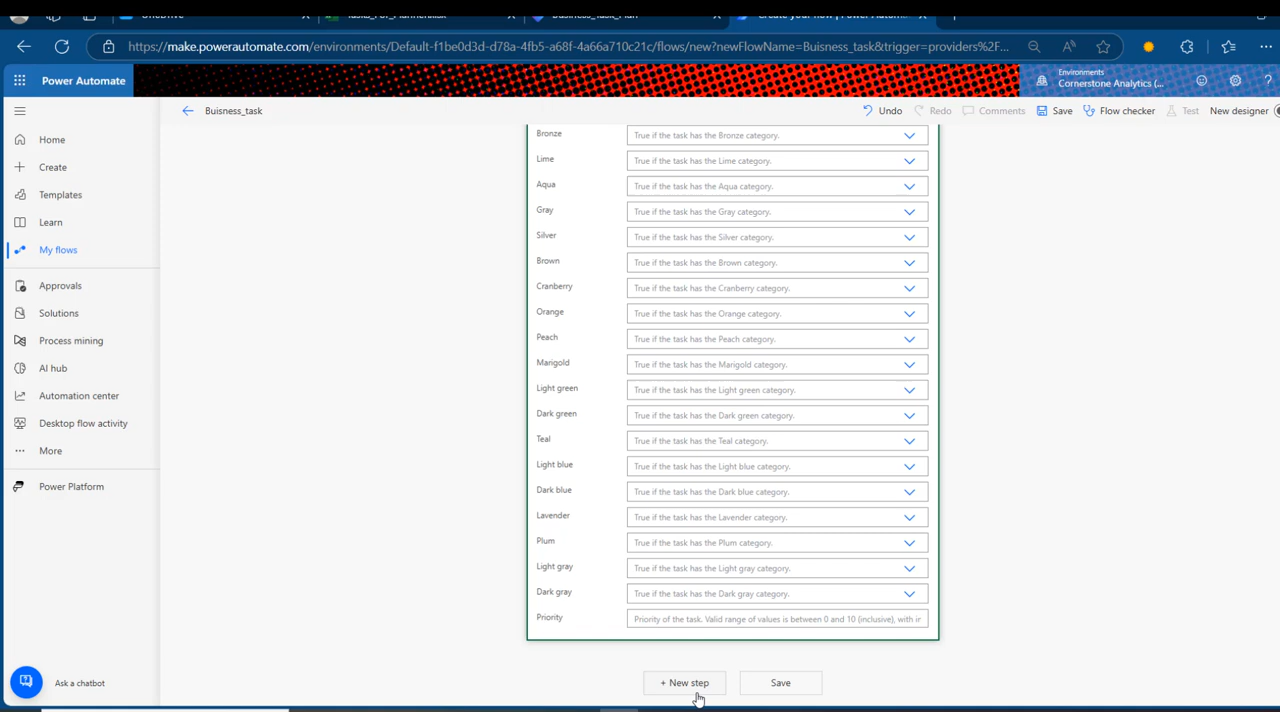 OneDrive
Tasks_For_Planner.xlsx
Business_Task_Plan
Create your flow | Power Automate
https://make.powerautomate.com/environments/Default-f1be0d3d-d78a-4fb5-a68f-4a66a710c21c/flows/new?newFlowName=Buisness_task&trigger=providers%2F...
Power Automate
Environments
Cornerstone Analytics (...
Buisness_task
Undo
Redo
Comments
Save
Flow checker
Test
New designer
Home
Create
Templates
Learn
My flows
Approvals
Solutions
Process mining
AI hub
Automation center
Desktop flow activity
More
Power Platform
Ask a chatbot
Bronze True if the task has the Bronze category.
Lime True if the task has the Lime category.
Aqua True if the task has the Aqua category.
Gray True if the task has the Gray category.
Silver True if the task has the Silver category.
Brown True if the task has the Brown category.
Cranberry True if the task has the Cranberry category.
Orange True if the task has the Orange category.
Peach True if the task has the Peach category.
Marigold True if the task has the Marigold category.
Light green True if the task has the Light green category.
Dark green True if the task has the Dark green category.
Teal True if the task has the Teal category.
Light blue True if the task has the Light blue category.
Dark blue True if the task has the Dark blue category.
Lavender True if the task has the Lavender category.
Plum True if the task has the Plum category.
Light gray True if the task has the Light gray category.
Dark gray True if the task has the Dark gray category.
Priority Priority of the task. Valid range of values is between 0 and 10 (inclusive), with ir
+ New step
Save